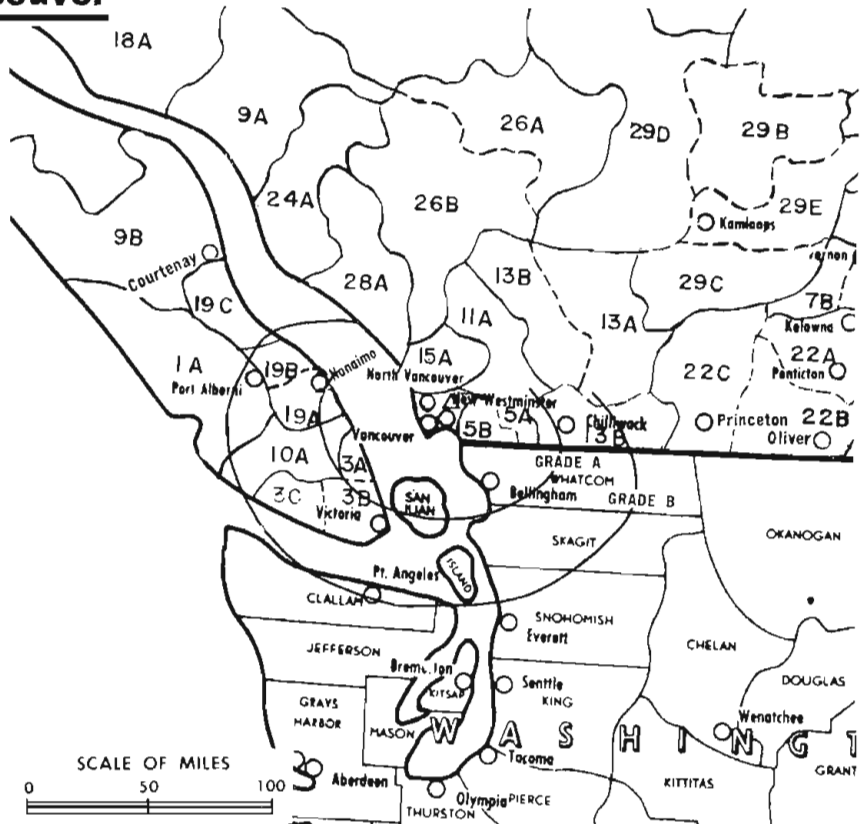 18A
9A
26A
29D
29B
24A
26B
29E
Kamloops
9B
Courtenay
28A
13B
29C
19C
11A
13A
7B
Kelowna
1A
19B
Nanaimo
15A
22C
22A
Port Alberni
North Vancouver
Penticton
19A
New Westminster
5A
Chilliwack
Princeton
22B
Vancouver
15B
13B
Oliver
10A
3A
GRADE A
WHATCOM
3C
3B
SAN
JUAN
Bellingham
GRADE B
Victoria
SKAGIT
OKANOGAN
Pt. Angeles
ISLAND
CLALLAM
SNOHOMISH
Everett
JEFFERSON
CHELAN
Bremerton
DOUGLAS
KITSAP
Seattle
KING
GRAYS
HARBOR
MASON
Wenatchee
W A S H I N G T
SCALE OF MILES
Tacoma
0 50 100
Aberdeen
KITTITAS
GRANT
Olympia
PIERCE
THURSTON